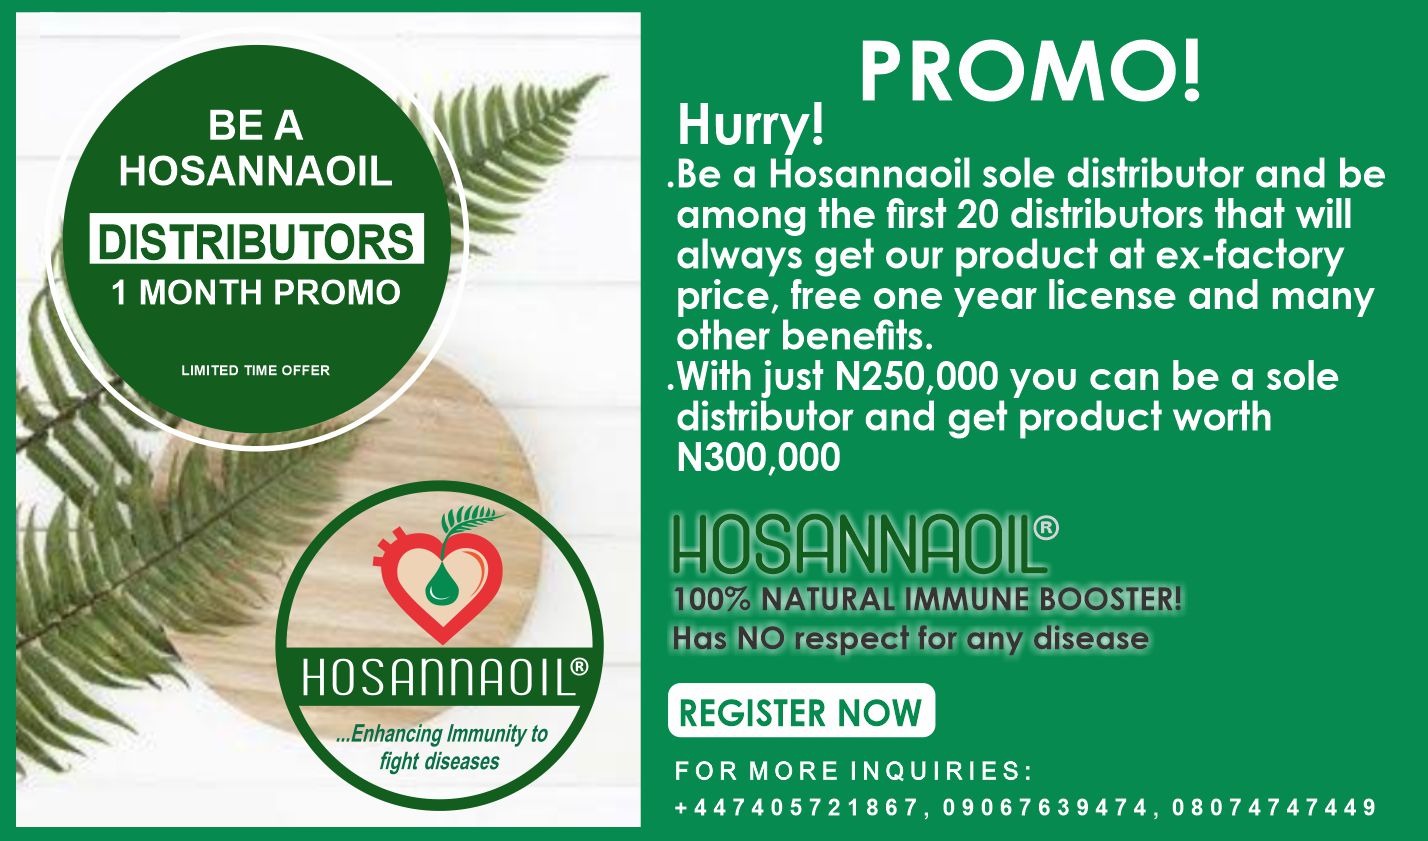 BE A
HOSANNAOIL
DISTRIBUTORS
1 MONTH PROMO
LIMITED TIME OFFER
HOSANNAOIL®
...Enhancing Immunity to
fight diseases
PROMO!
Hurry!
.Be a Hosannaoil sole distributor and be
among the first 20 distributors that will
always get our product at ex-factory
price, free one year license and many
other benefits.
.With just N250,000 you can be a sole
distributor and get product worth
N300,000
HOSANNAOIL®
100% NATURAL IMMUNE BOOSTER!
Has NO respect for any disease
REGISTER NOW
FOR MORE INQUIRIES:
+447405721867, 09067639474, 08074747449